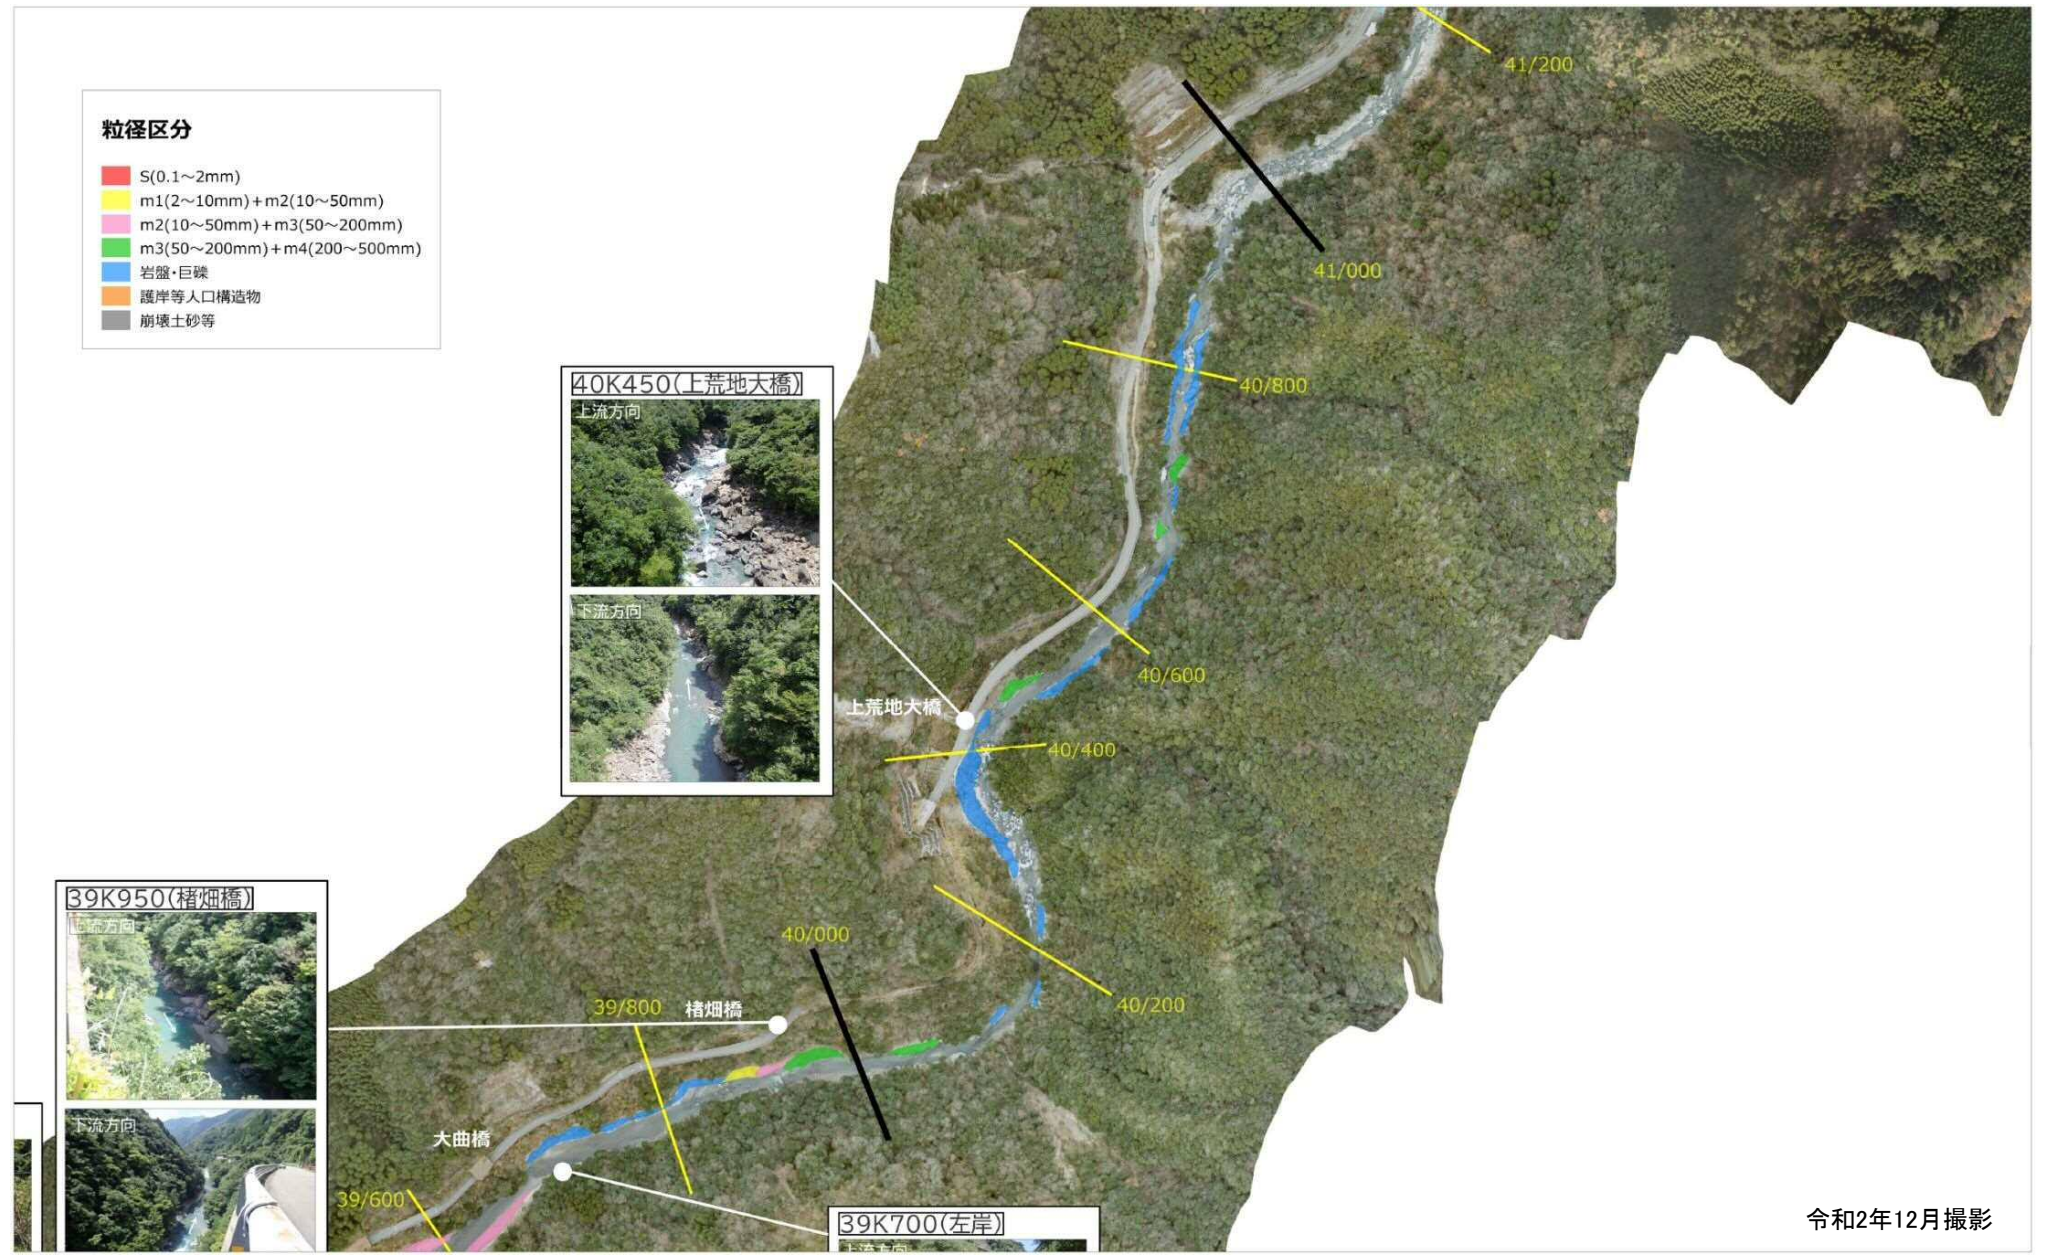 粒径区分
S(0.1～2mm)
m1(2～10mm)+m2(10～50mm)
m2(10～50mm)+m3(50～200mm)
m3(50～200mm)+m4(200～500mm)
岩盤・巨礫
護岸等人口構造物
崩壊土砂等
41/200
41/000
40/800
40K450(上荒地大橋)
上流方向
下流方向
40/600
上荒地大橋
40/400
39K950(楮畑橋)
上流方向
下流方向
40/000
39/800
楮畑橋
40/200
大曲橋
39/600
39K700(左岸)
上流方向
令和2年12月撮影